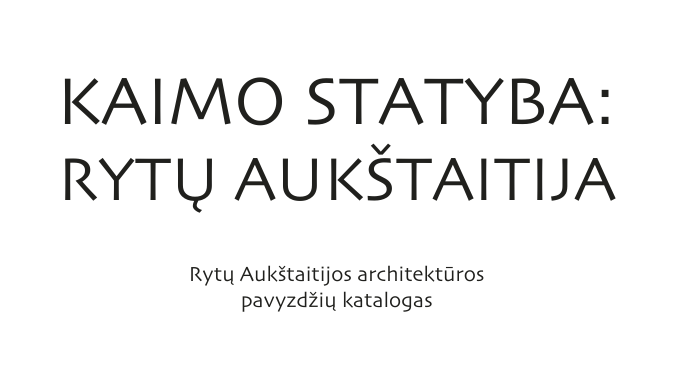 KAIMO STATYBA:
RYTŲ AUKŠTAITIJA
Rytų Aukštaitijos architektūros
pavyzdžių katalogas